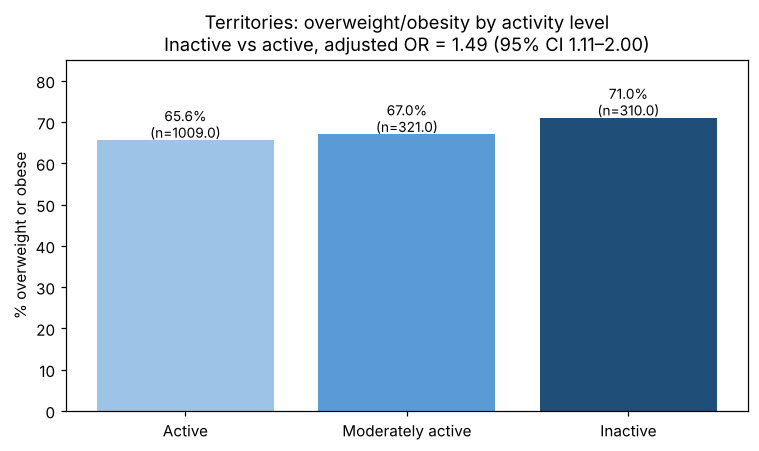 Territories: overweight/obesity by activity level
Inactive vs active, adjusted OR = 1.49 (95% CI 1.11–2.00)
% overweight or obese
80
70
60
50
40
30
20
10
0
65.6%
(n=1009.0)
67.0%
(n=321.0)
71.0%
(n=310.0)
Active
Moderately active
Inactive